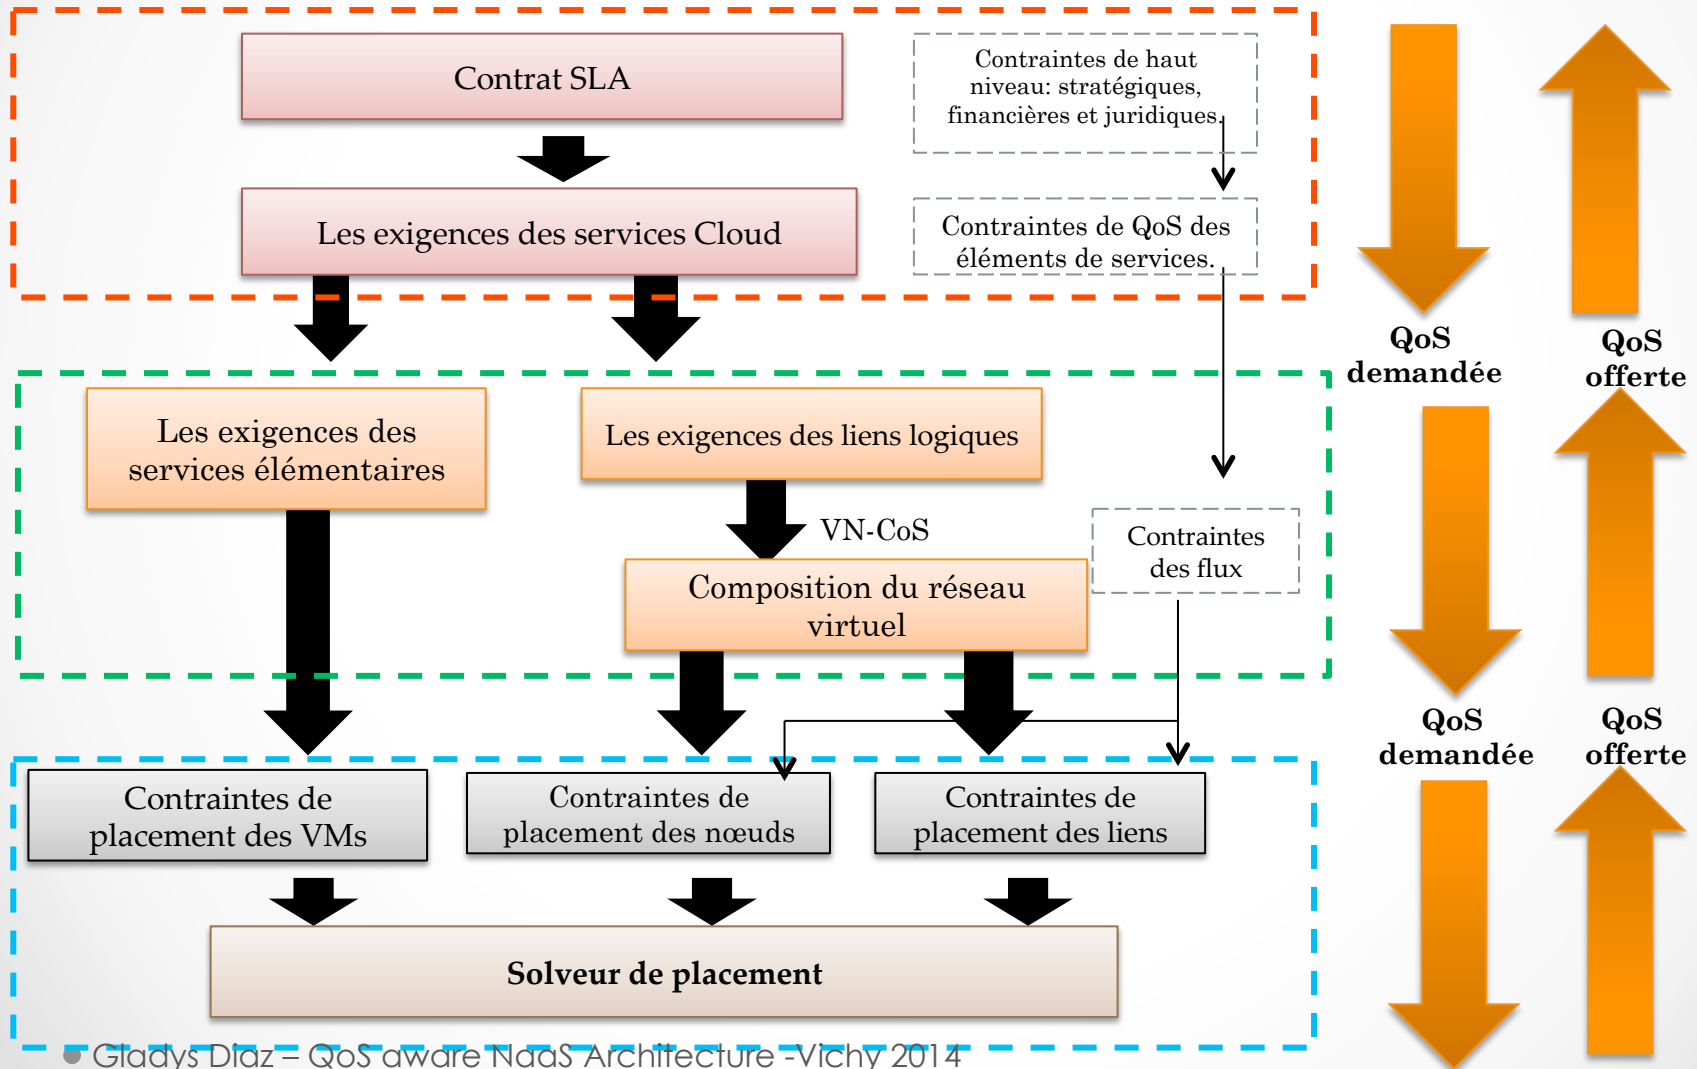 Contrat SLA
Contraintes de haut
niveau: stratégiques,
financières et juridiques.
Les exigences des services Cloud
Contraintes de QoS des
éléments de services.
QoS
demandée
QoS
offerte
Les exigences des
services élémentaires
Les exigences des liens logiques
VN-CoS
Contraintes
des flux
Composition du réseau
virtuel
QoS
demandée
QoS
offerte
Contraintes de
placement des VMs
Contraintes de
placement des nœuds
Contraintes de
placement des liens
Solveur de placement
Gladys Diaz – QoS aware NaaS Architecture -Vichy 2014